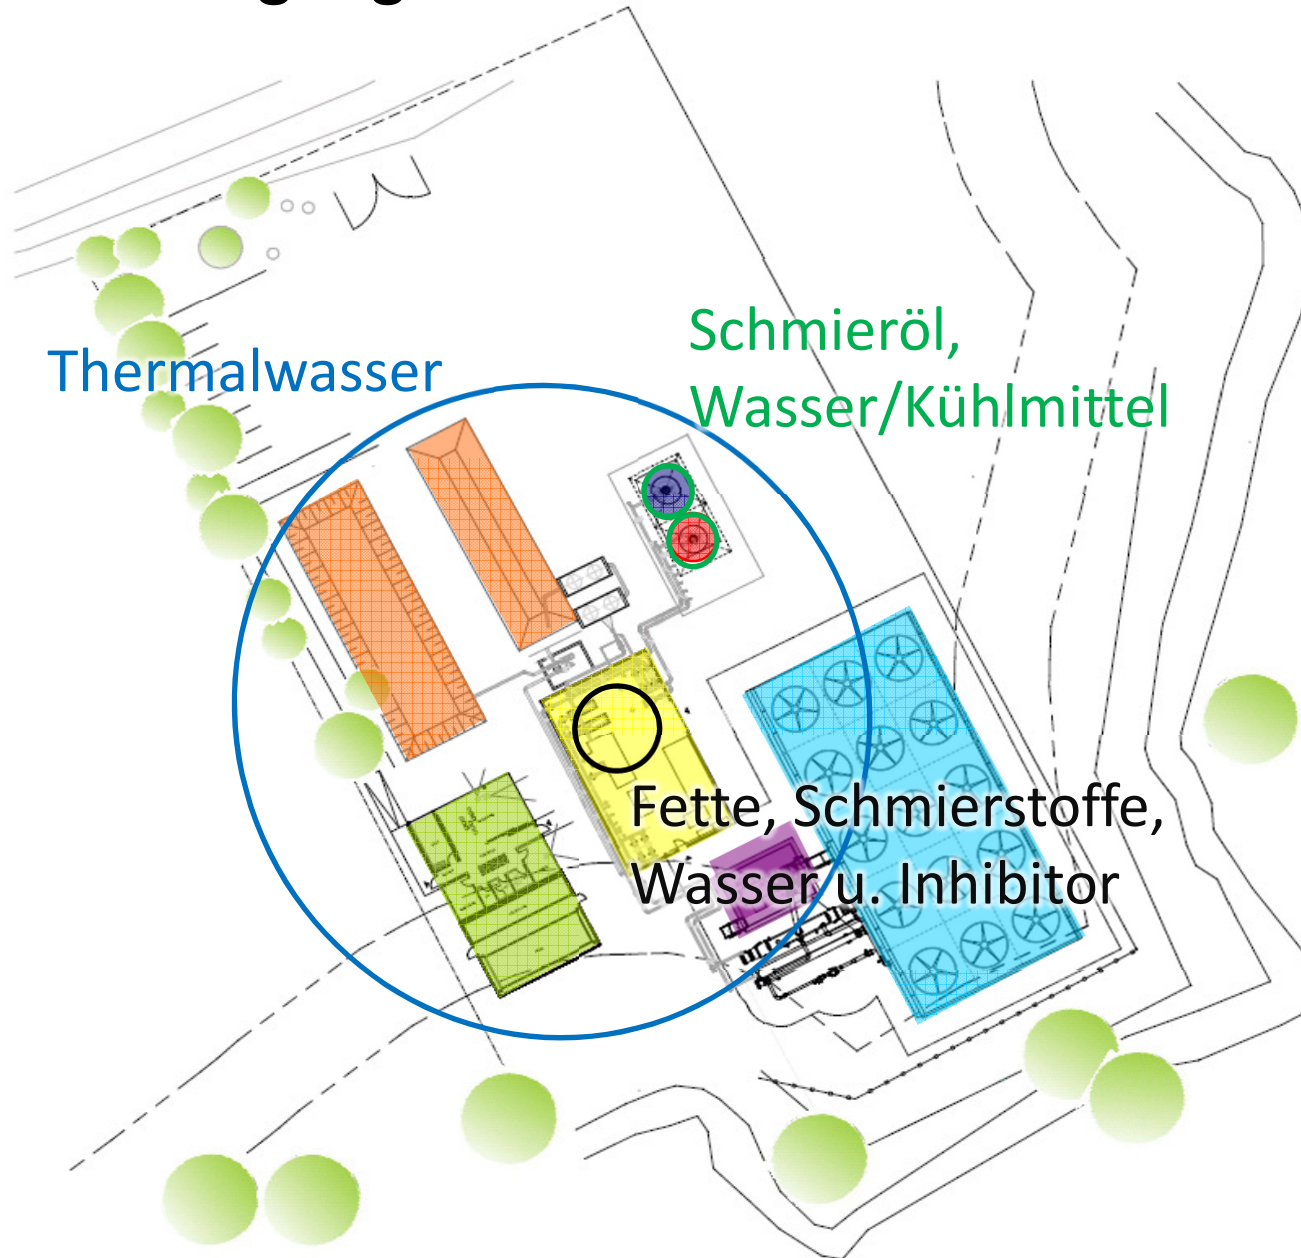 Schmieröl,
Thermalwasser
Wasser/Kühlmittel
Fette, Schmierstoffe,
Wasser u. Inhibitor